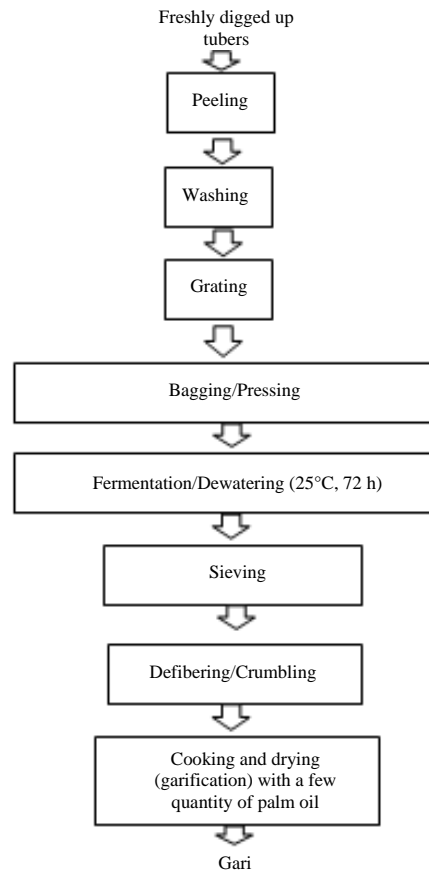 Freshly digged up
tubers
Peeling
Washing
Grating
Bagging/Pressing
Fermentation/Dewatering (25°C, 72 h)
Sieving
Defibering/Crumbling
Cooking and drying
(garification) with a few
quantity of palm oil
Gari